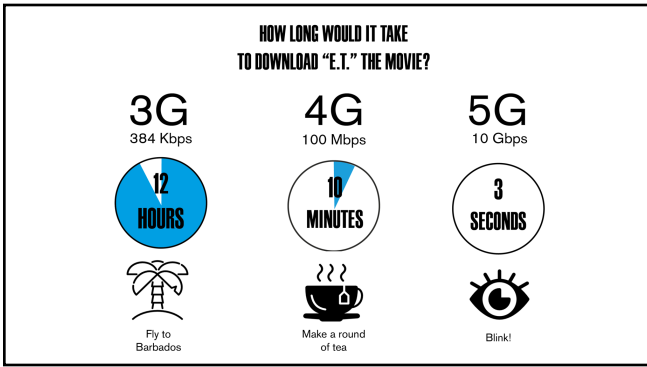 HOW LONG WOULD IT TAKE
TO DOWNLOAD “E.T.” THE MOVIE?
3G
384 Kbps
12
HOURS
Fly to
Barbados
4G
100 Mbps
10
MINUTES
Make a round
of tea
5G
10 Gbps
3
SECONDS
Blink!